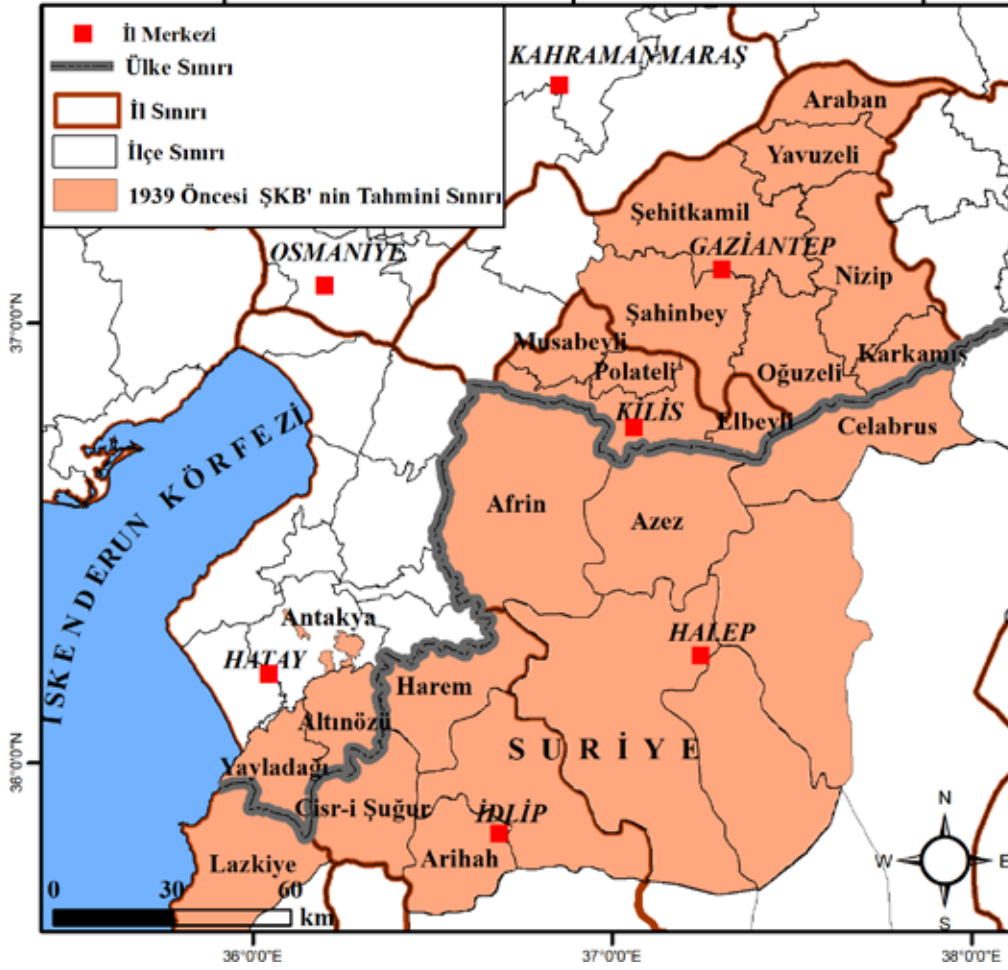 İl Merkezi
Ülke Sınırı
İl Sınırı
İlçe Sınırı
1939 Öncesi ŞKB' nin Tahmini Sınırı
KAHRAMANMARAŞ
Araban
Yavuzeli
Şehitkamil
OSMANİYE
GAZİANTEP
Nizip
37°0'0"N
Şahinbey
Musabeyli
Karkamış
Polateli
Oğuzeli
KİLİS
Elbeyli
Celabrus
İSKENDERUN KÖRFEZİ
Afrin
Azez
Antakya
HALEP
HATAY
Harem
Altınözü
SURİYE
36°0'0"N
Yayladağı
Cisr-i Şuğur
İDLİP
N
W
E
S
Lazkiye
Arihah
0 30 60
km
36°0'0"E
37°0'0"E
38°0'0"E